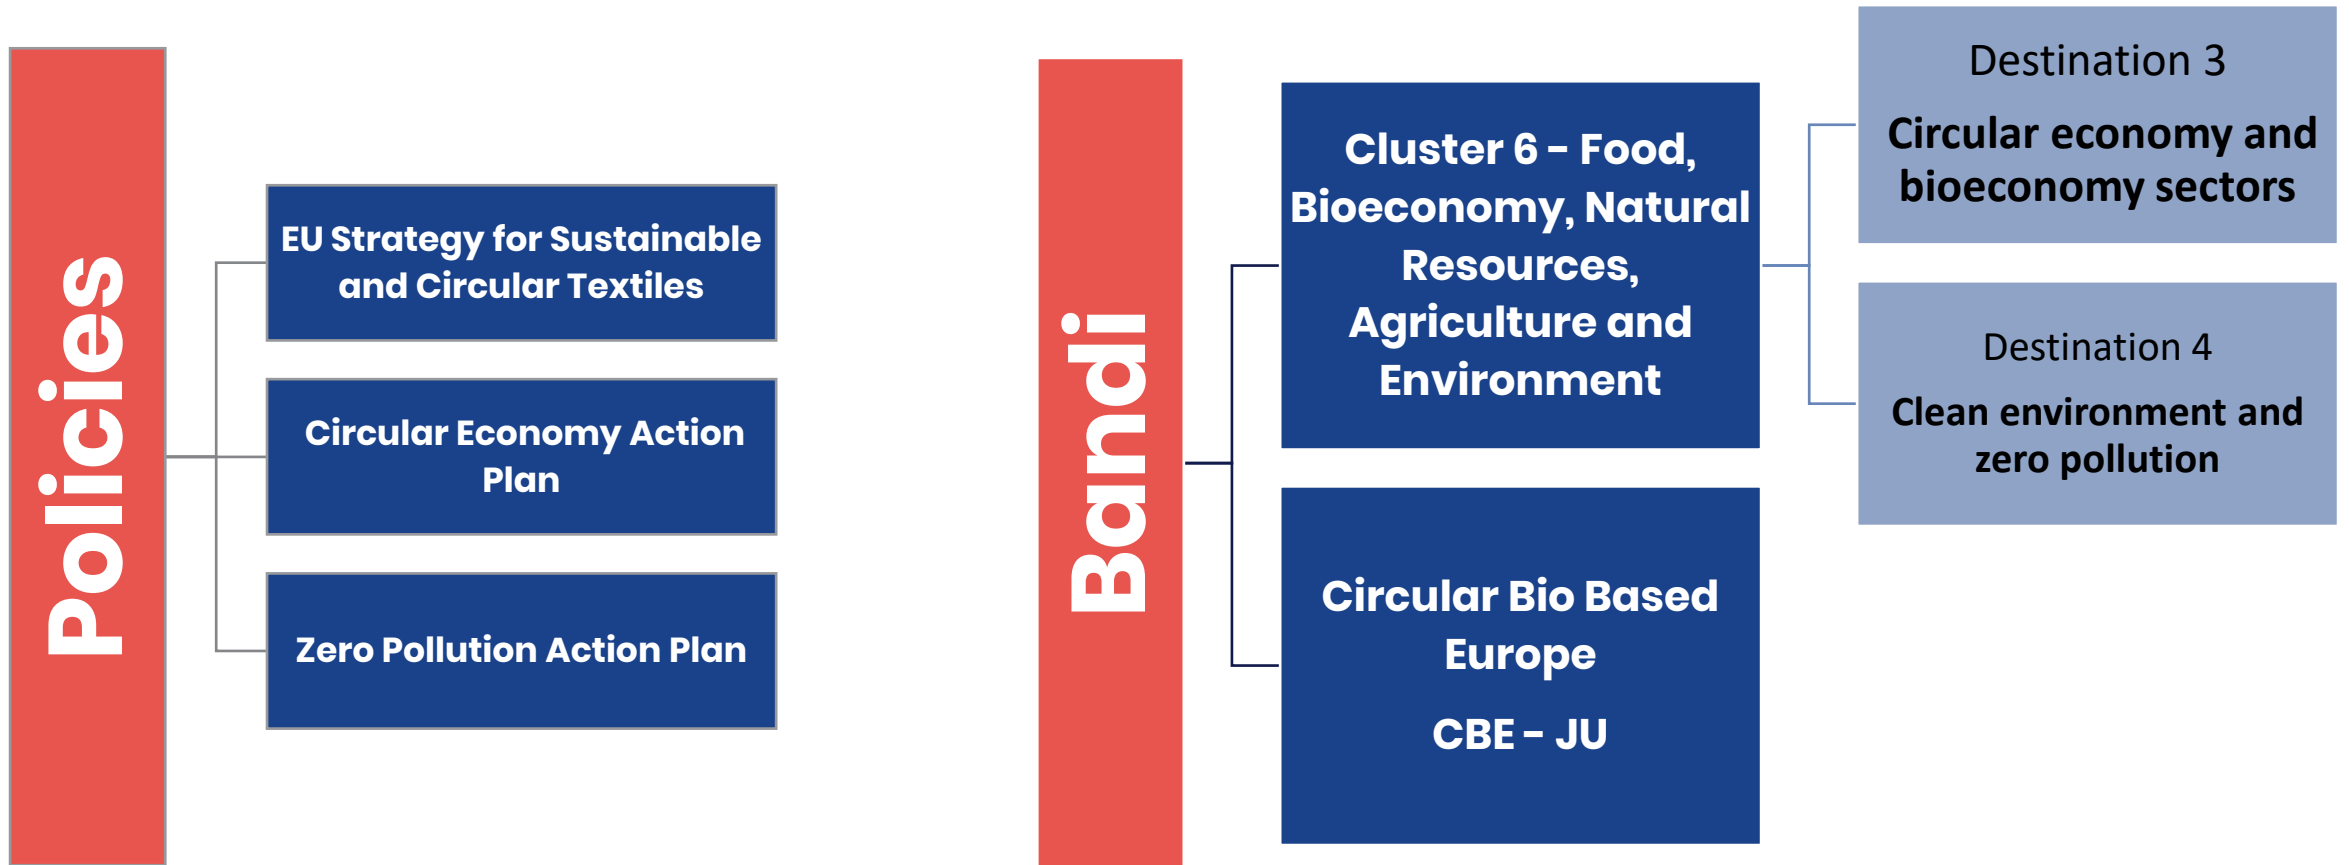 Policies
EU Strategy for Sustainable
and Circular Textiles
Circular Economy Action
Plan
Zero Pollution Action Plan
Bandi
Cluster 6 - Food,
Bioeconomy, Natural
Resources,
Agriculture and
Environment
Circular Bio Based
Europe
CBE - JU
Destination 3
Circular economy and
bioeconomy sectors
Destination 4
Clean environment and
zero pollution